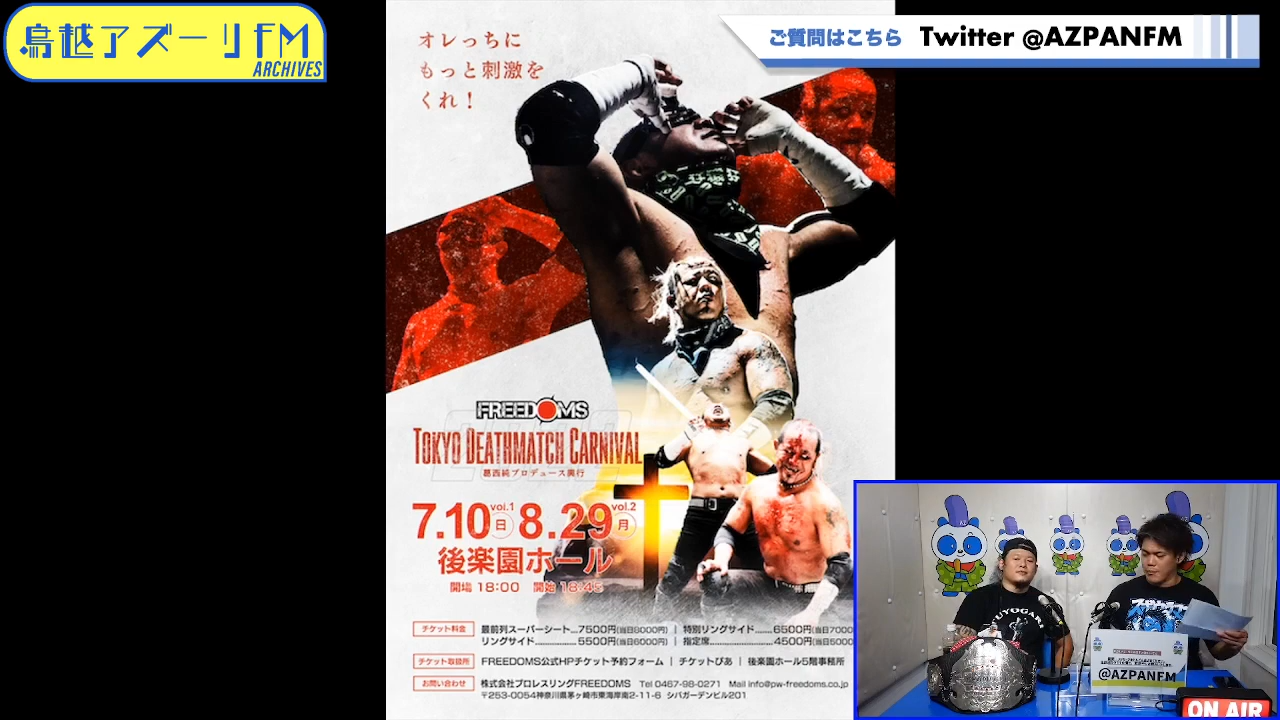 鳥越アズーリFM
ARCHIVES
ご質問はこちら Twitter @AZPANFM
オレっちに
もっと刺激を
くれ！
FREEDOMS
TOKYO DEATHMATCH CARNIVAL
葛西純プロデュース興行
vol.1 vol.2
7.10日 8.29月
後楽園ホール
開場 18:00 開始 18:45
チケット料金 最前列スーパーシート...7500円(当日8000円) | 特別リングサイド......6500円(当日7000
リングサイド......5500円(当日6000円) | 指定席......4500円(当日5000
チケット取扱所 FREEDOMS公式HPチケット予約フォーム | チケットぴあ | 後楽園ホール5階事務所
お問い合わせ 株式会社プロレスリングFREEDOMS Tel 0467-98-0271 Mail info@pw-freedoms.co.jp
〒253-0054神奈川県茅ヶ崎市東海岸南2-11-6 シバガーデンビル201
@AZPANFM
ON AIR